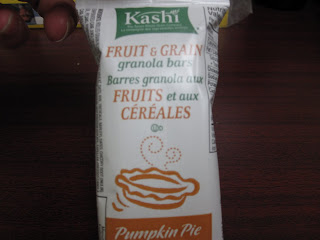 Kashi
FRUIT & GRAIN
granola bars
Barres granola aux
FRUITS et aux
CÉRÉALES
Pumpkin Pie